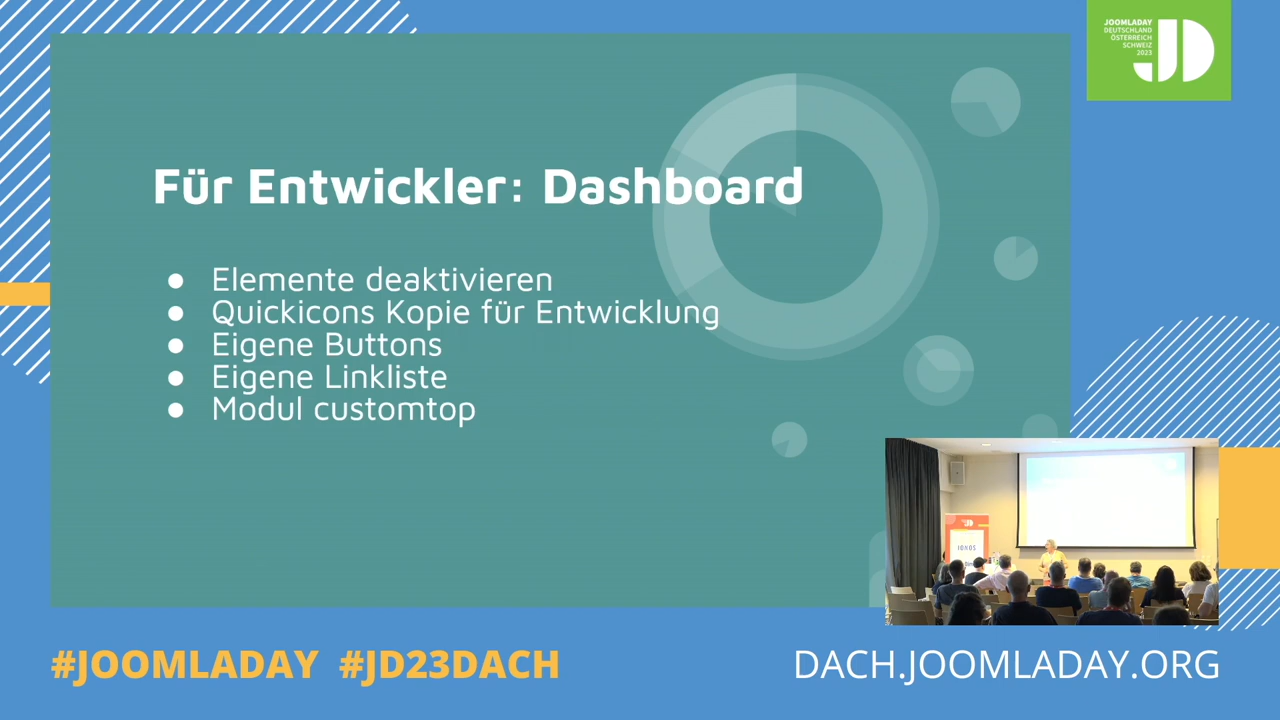 JOOMLADAY
DEUTSCHLAND
ÖSTERREICH
SCHWEIZ
2023
JD
Für Entwickler: Dashboard
● Elemente deaktivieren
● Quickicons Kopie für Entwicklung
● Eigene Buttons
● Eigene Linkliste
● Modul customtop
IONOS
#JOOMLADAY #JD23DACH
DACH.JOOMLADAY.ORG